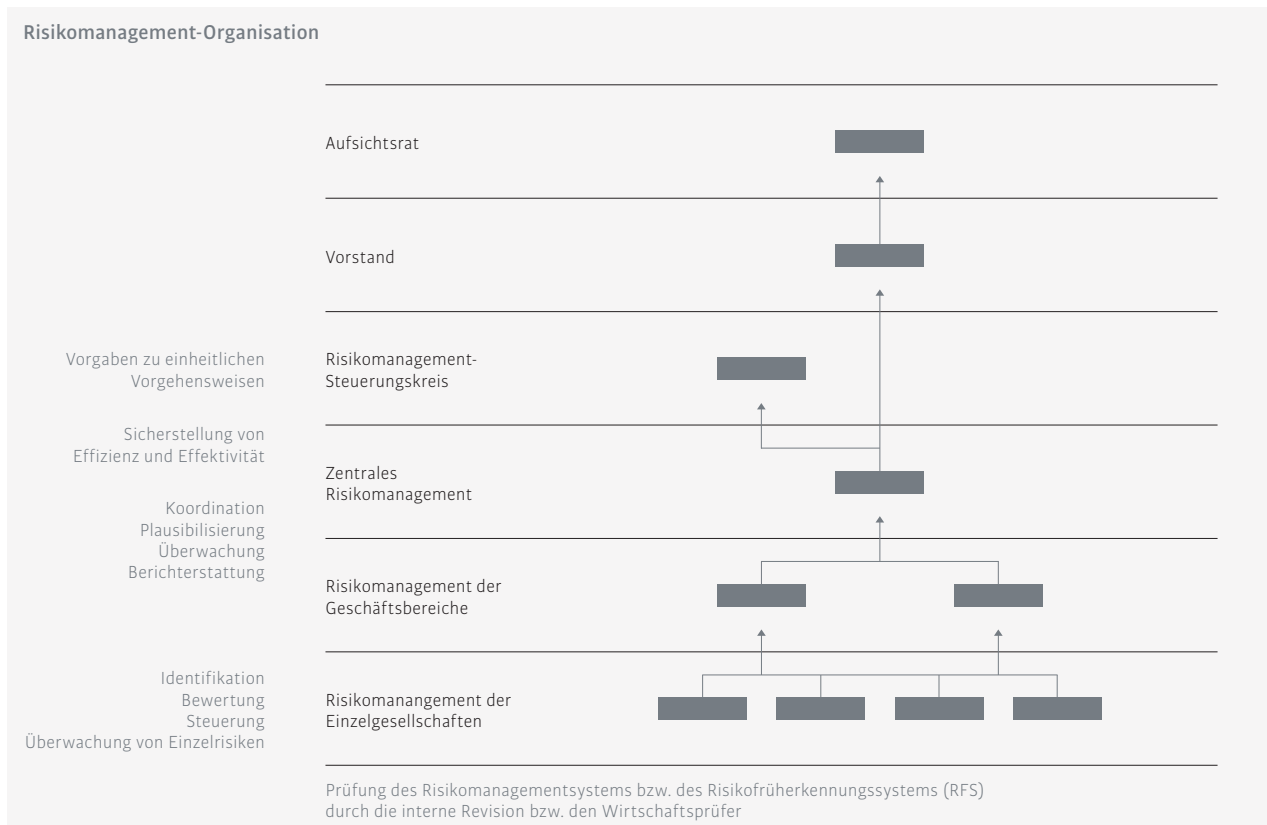 Risikomanagement-Organisation
Aufsichtsrat
Vorstand
Vorgaben zu einheitlichen
Vorgehensweisen
Risikomanagement-
Steuerungskreis
Sicherstellung von
Effizienz und Effektivität
Zentrales
Risikomanagement
Koordination
Plausibilisierung
Überwachung
Berichterstattung
Risikomanagement der
Geschäftsbereiche
Identifikation
Bewertung
Steuerung
Überwachung von Einzelrisiken
Risikomanangement der
Einzelgesellschaften
Prüfung des Risikomanagementsystems bzw. des Risikofrüherkennungssystems (RFS)
durch die interne Revision bzw. den Wirtschaftsprüfer